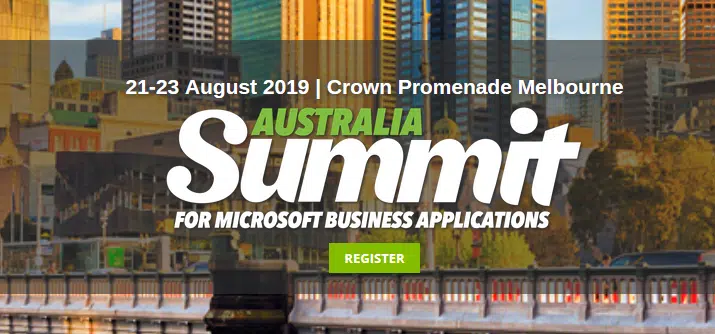 21-23 August 2019 | Crown Promenade Melbourne
AUSTRALIA
Summit
FOR MICROSOFT BUSINESS APPLICATIONS
REGISTER